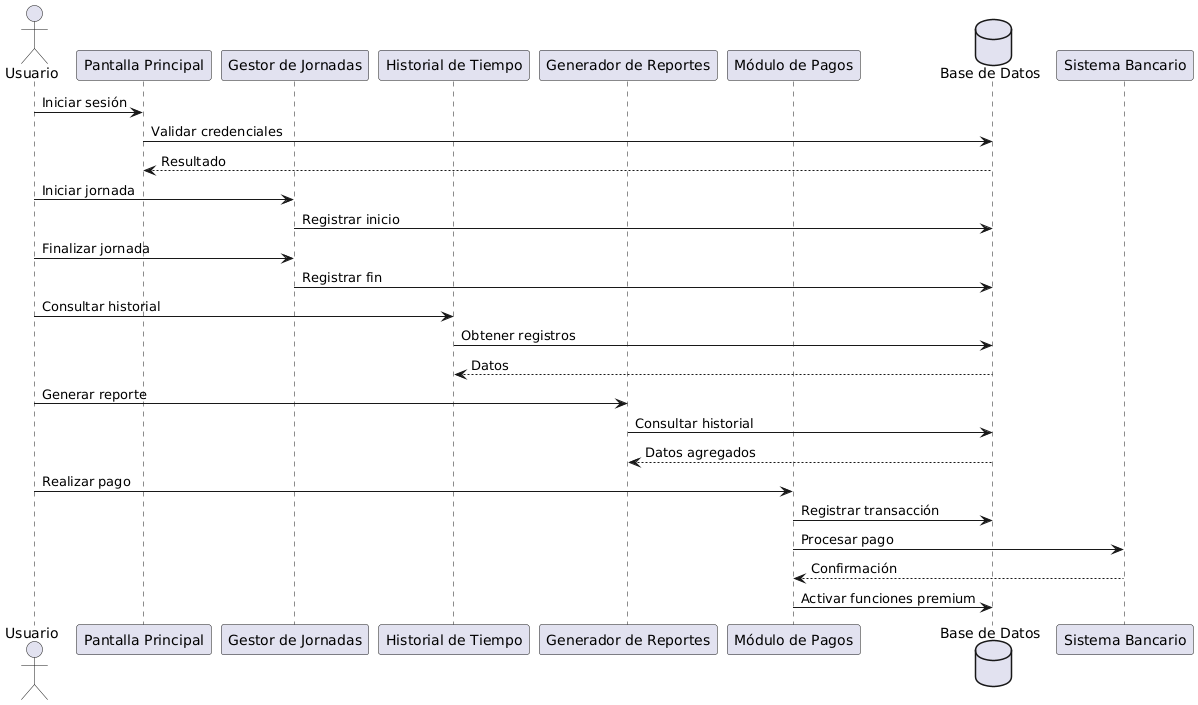 Usuario
Pantalla Principal
Gestor de Jornadas
Historial de Tiempo
Generador de Reportes
Módulo de Pagos
Base de Datos
Sistema Bancario
Iniciar sesión
Validar credenciales
Resultado
Iniciar jornada
Registrar inicio
Finalizar jornada
Registrar fin
Consultar historial
Obtener registros
Datos
Generar reporte
Consultar historial
Datos agregados
Realizar pago
Registrar transacción
Procesar pago
Confirmación
Activar funciones premium
Usuario
Pantalla Principal
Gestor de Jornadas
Historial de Tiempo
Generador de Reportes
Módulo de Pagos
Base de Datos
Sistema Bancario